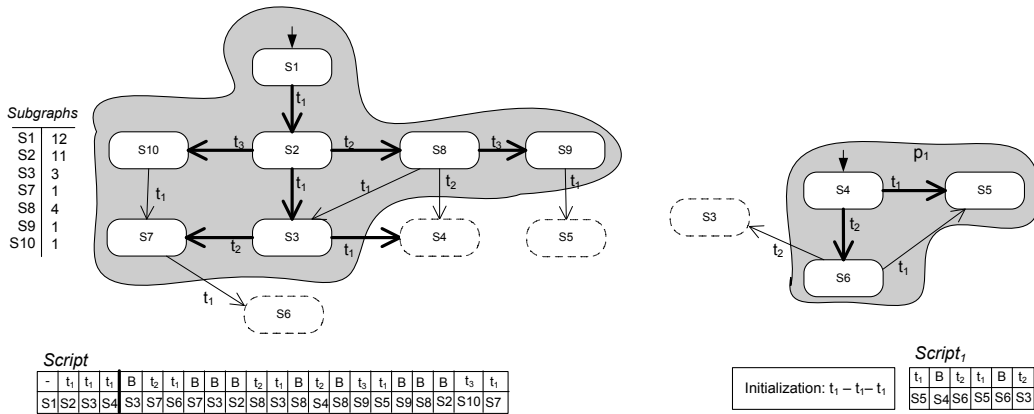 S1
t1
Subgraphs
S1 12
S2 11
S3 3
S7 1
S8 4
S9 1
S10 1
S10 t3 S2 t2 S8 t3 S9
t1 t1 t1 t2 t1
S7 t2 S3 t1 S4 S5
t1
S6
p1
S4 t1 S5
S3 t2
t2 t1
S6
Script
- t1 t1 t1 B t2 t1 B B B t2 t1 B t2 B t3 t1 B B B t3 t1
S1 S2 S3 S4 S3 S7 S6 S7 S3 S2 S8 S3 S8 S4 S8 S9 S5 S9 S8 S2 S10 S7
Initialization: t1 – t1– t1
Script1
t1 B t2 t1 B t2
S5 S4 S6 S5 S6 S3